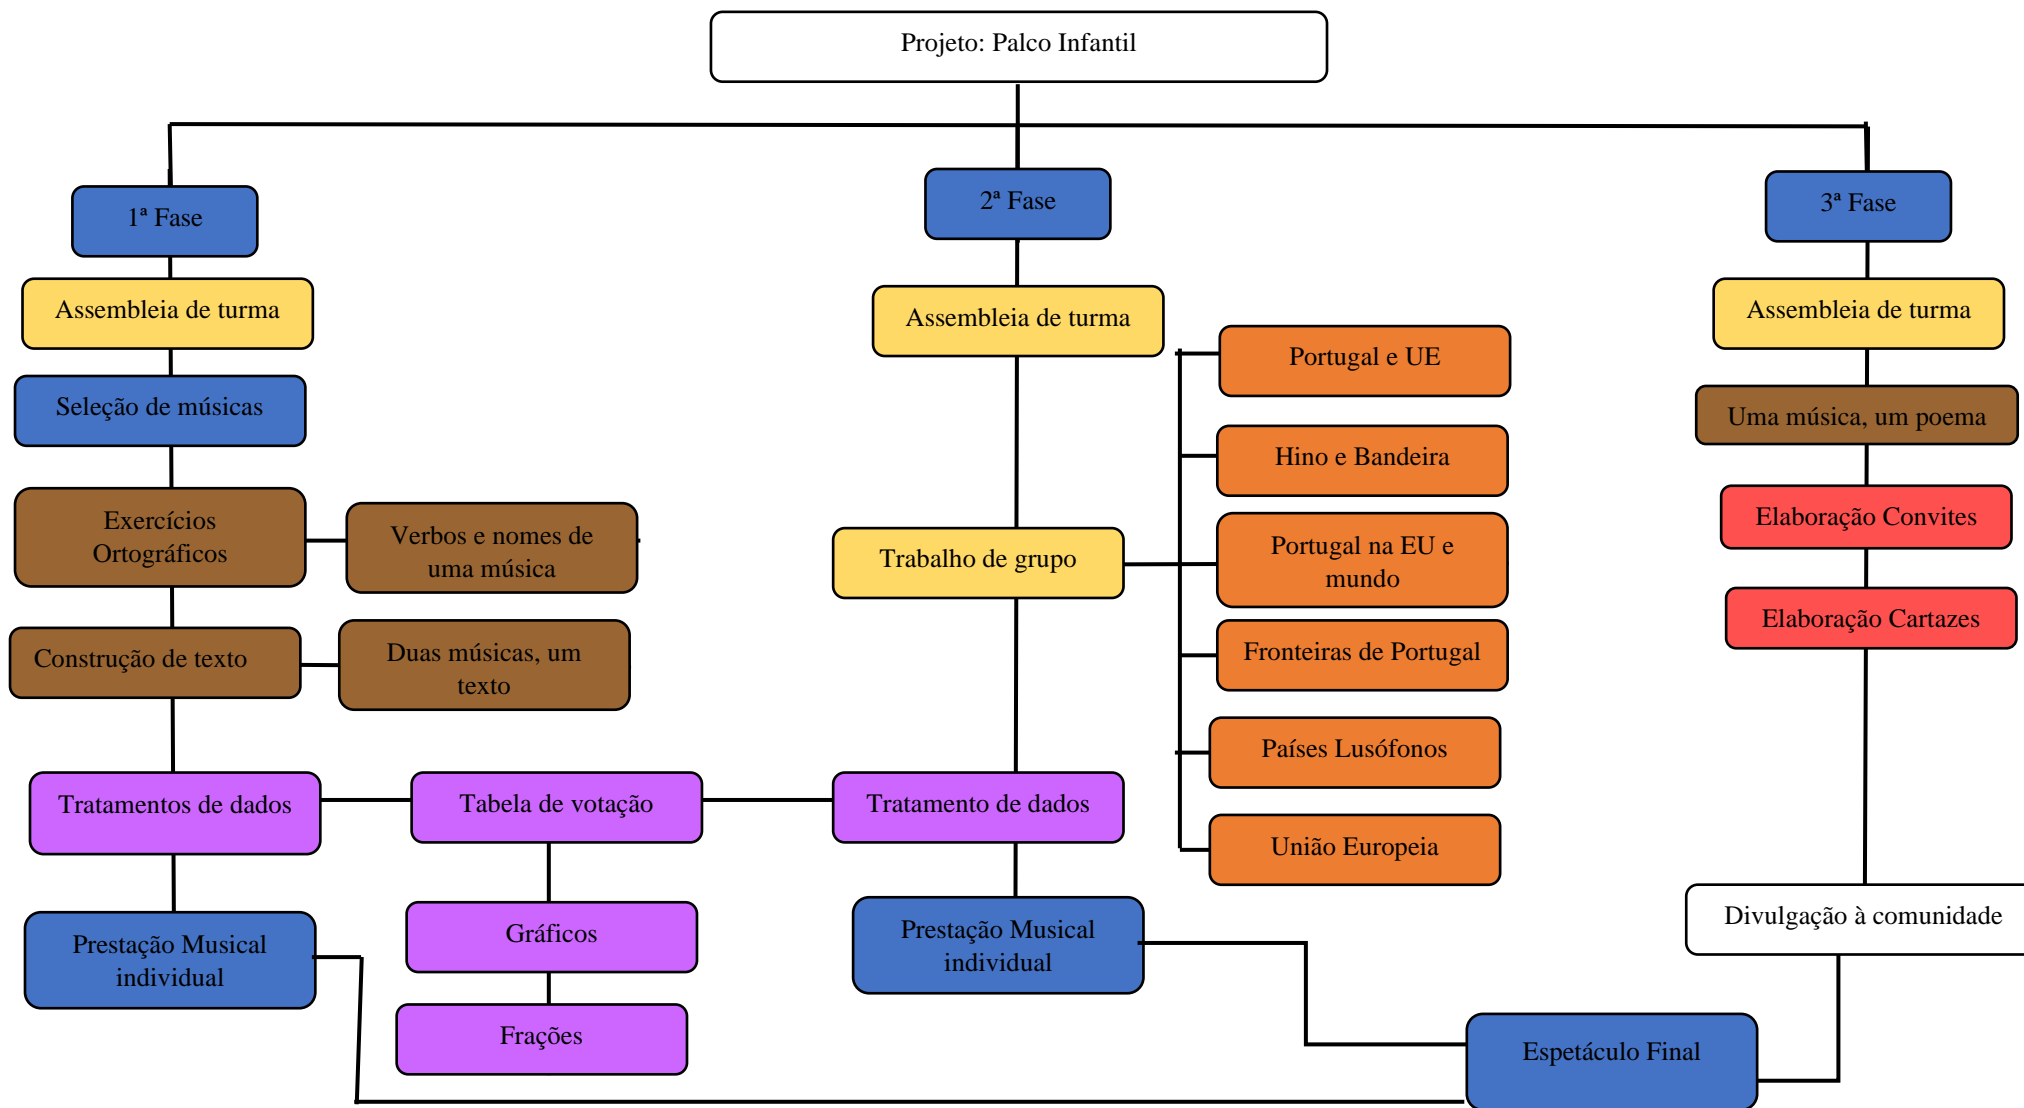 Projeto: Palco Infantil
1ª Fase
2ª Fase
3ª Fase
Assembleia de turma
Seleção de músicas
Exercícios
Ortográficos
Verbos e nomes de
uma música
Construção de texto
Duas músicas, um
texto
Tratamentos de dados
Tabela de votação
Gráficos
Frações
Prestação Musical
individual
Assembleia de turma
Trabalho de grupo
Portugal e UE
Hino e Bandeira
Portugal na EU e
mundo
Fronteiras de Portugal
Países Lusófonos
União Europeia
Tratamento de dados
Prestação Musical
individual
Assembleia de turma
Uma música, um poema
Elaboração Convites
Elaboração Cartazes
Divulgação à comunidade
Espetáculo Final